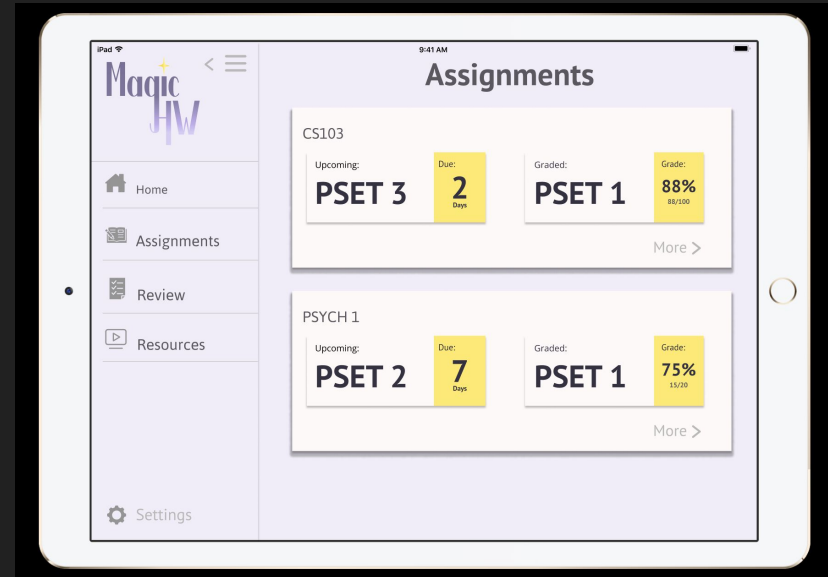 iPad 9:41 AM
Magic
HW
Home
Assignments
Review
Resources
Settings
Assignments
CS103
Upcoming:
PSET 3
Due:
2
Days
Graded:
PSET 1
Grade:
88%
88/100
More >
PSYCH 1
Upcoming:
PSET 2
Due:
7
Days
Graded:
PSET 1
Grade:
75%
15/20
More >